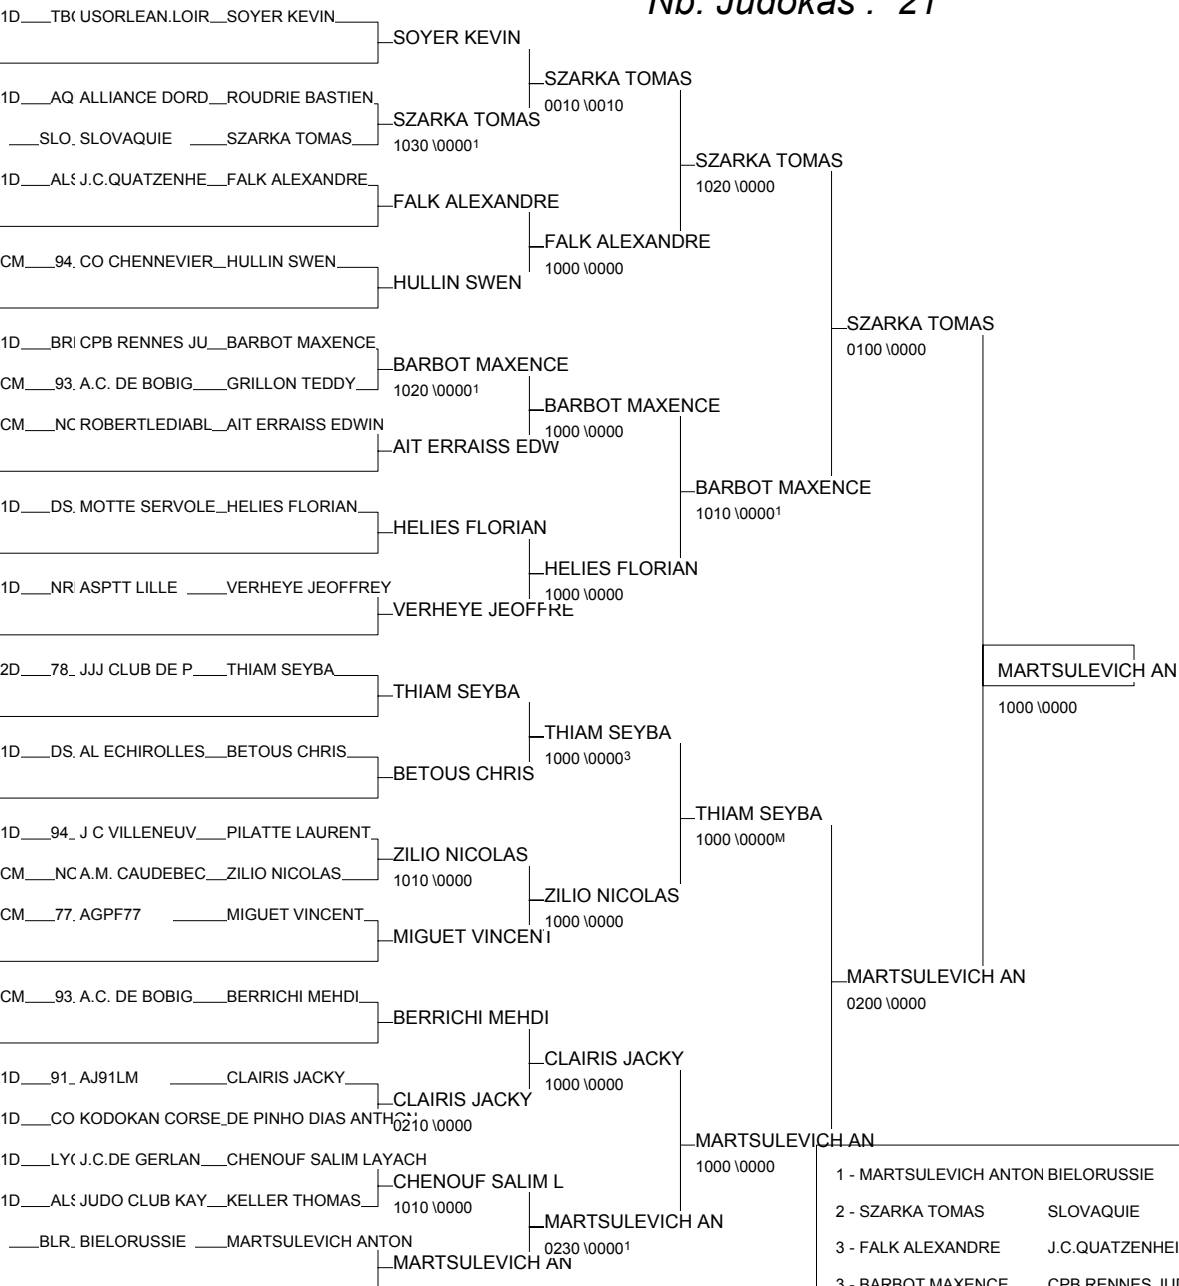 Nb. Judokas : 21
1D TB( USORLEAN.LOIR SOYER KEVIN
SOYER KEVIN
SZARKA TOMAS
0010 \0010
1D AQ ALLIANCE DORD ROUDRIE BASTIEN
SZARKA TOMAS
1030 \0000¹
SLO SLOVAQUIE SZARKA TOMAS
SZARKA TOMAS
1020 \0000
1D J.C.QUATZENHE FALK ALEXANDRE
FALK ALEXANDRE
FALK ALEXANDRE
1000 \0000
CM 94 CO CHENNEVIER HULLIN SWEN
HULLIN SWEN
SZARKA TOMAS
0100 \0000
1D CPB RENNES JU BARBOT MAXENCE
BARBOT MAXENCE
1020 \0000¹
CM 93 A.C. DE BOBIG GRILLON TEDDY
BARBOT MAXENCE
1000 \0000
CM NC ROBERTLEDIABL AIT ERRAISS EDWIN
AIT ERRAISS EDW
BARBOT MAXENCE
1010 \0000¹
1D DS MOTTE SERVOLE HELIES FLORIAN
HELIES FLORIAN
HELIES FLORIAN
1000 \0000
1D ASPTT LILLE VERHEYE JEOFFREY
VERHEYE JEOFFRE
MARTSULEVICH AN
1000 \0000
2D 78 JJJ CLUB DE P THIAM SEYBA
THIAM SEYBA
THIAM SEYBA
1000 \0000³
1D DS AL ECHIROLLES BETOUS CHRIS
BETOUS CHRIS
THIAM SEYBA
1000 \0000M
1D 94 J C VILLENEUV PILATTE LAURENT
ZILIO NICOLAS
1010 \0000
CM NC A.M. CAUDEBEC ZILIO NICOLAS
ZILIO NICOLAS
1000 \0000
CM 77 AGPF77 MIGUET VINCENT
MIGUET VINCENT
MARTSULEVICH AN
0200 \0000
CM 93 A.C. DE BOBIG BERRICHI MEHDI
BERRICHI MEHDI
CLAIRIS JACKY
1000 \0000
1D 91 AJ91LM CLAIRIS JACKY
CLAIRIS JACKY
0210 \0000
1D CO KODOKAN CORSE DE PINHO DIAS ANTHON
MARTSULEVICH AN
1000 \0000
1D LY( J.C.DE GERLAN CHENOUF SALIM LAYACH
CHENOUF SALIM L
1010 \0000
1D JUDO CLUB KAY KELLER THOMAS
MARTSULEVICH AN
0230 \0000¹
BLR BIELORUSSIE MARTSULEVICH ANTON
MARTSULEVICH AN
1 - MARTSULEVICH ANTON BIELORUSSIE
2 - SZARKA TOMAS SLOVAQUIE
3 - FALK ALEXANDRE J.C.QUATZENHEI
3 - BARBOT MAXENCE CPB RENNES JUD